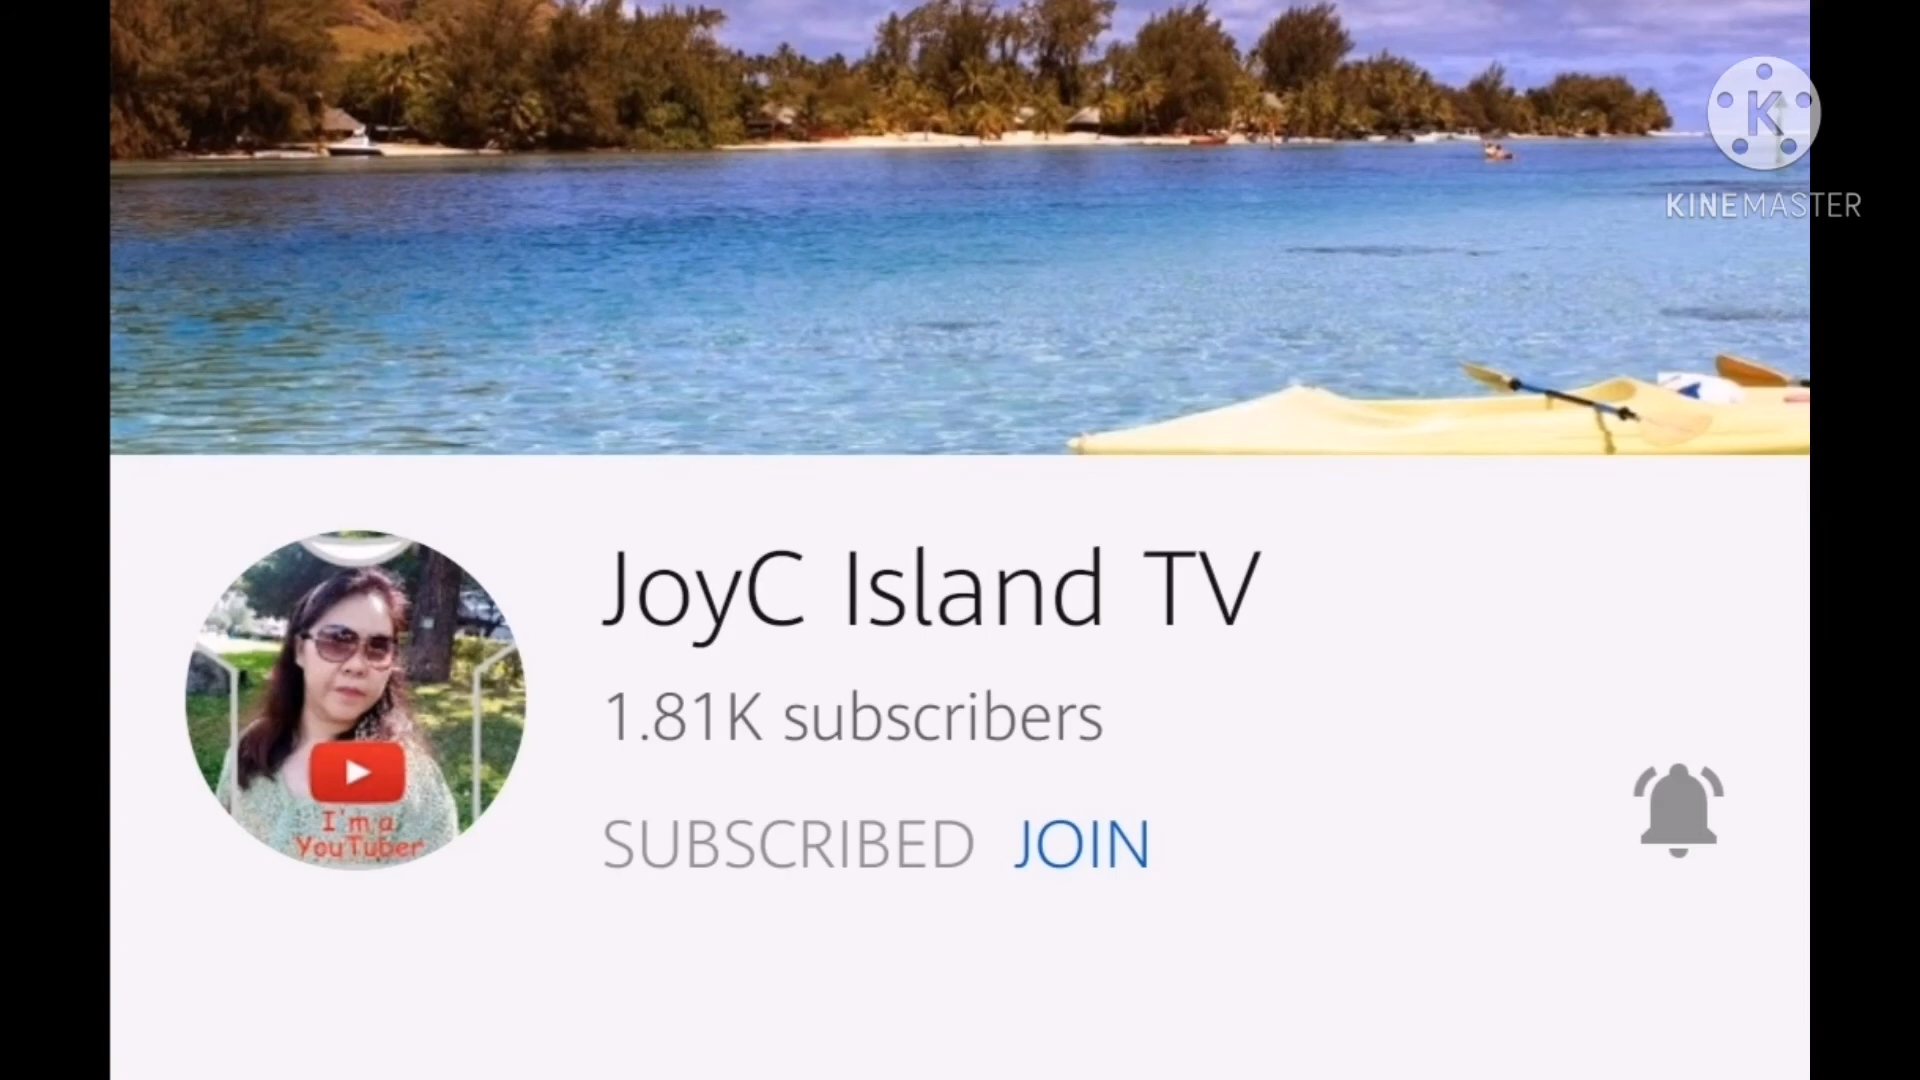 K
KINEMASTER
JoyC Island TV
1.81K subscribers
SUBSCRIBED JOIN
I'm a
YouTuber